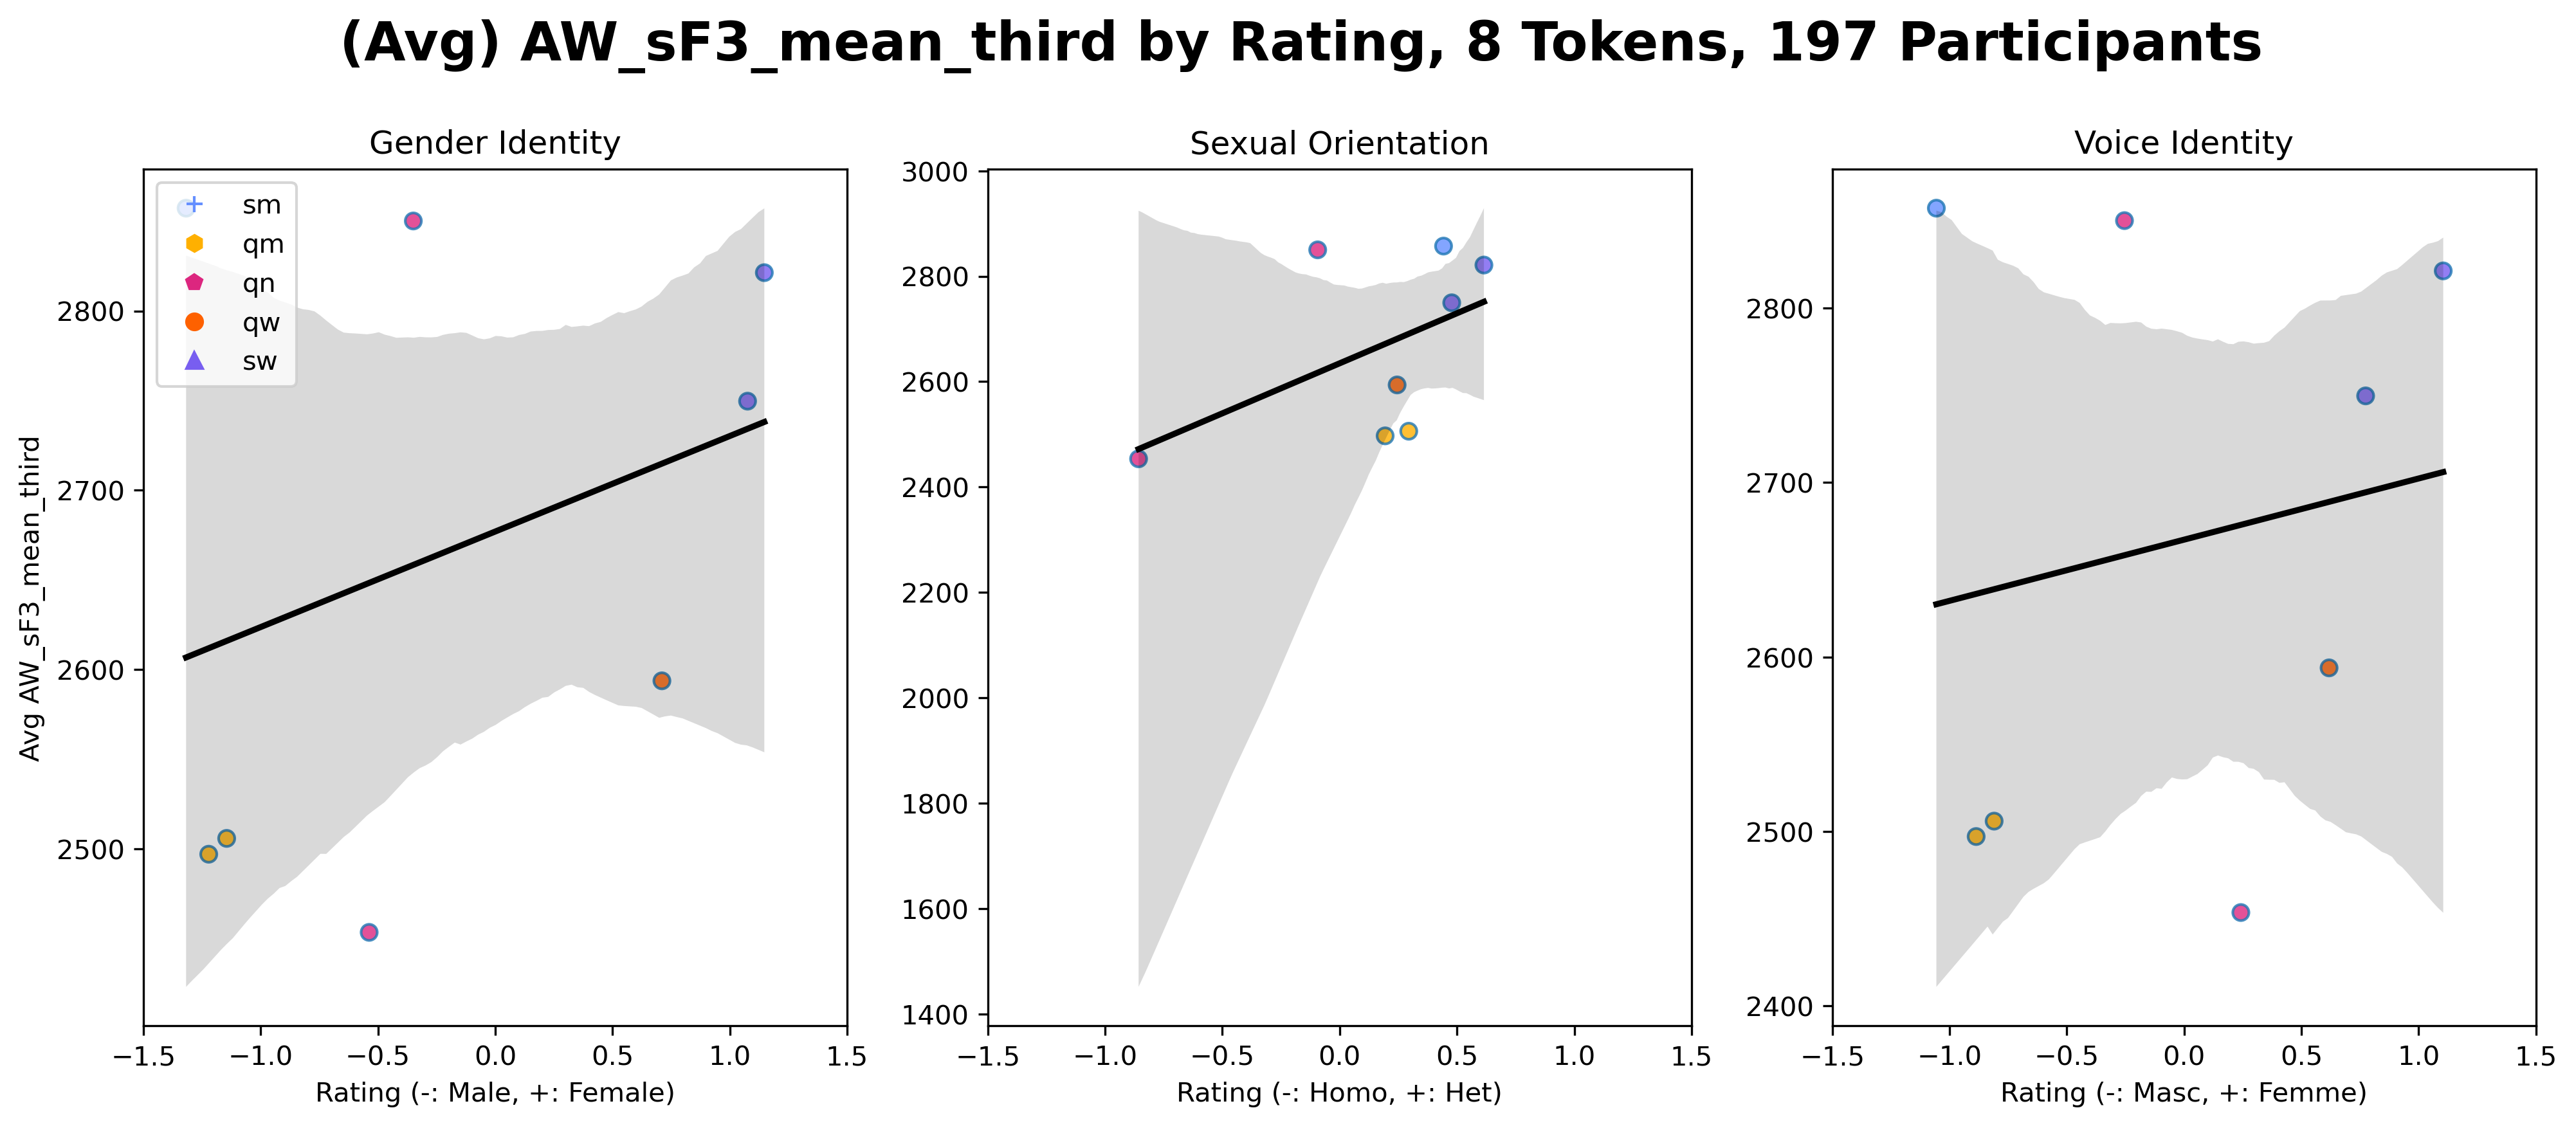 (Avg) AW_sF3_mean_third by Rating, 8 Tokens, 197 Participants
Gender Identity
sm
qm
qn
qw
sw
2800
2700
2600
2500
Avg AW_sF3_mean_third
−1.5 −1.0 −0.5 0.0 0.5 1.0 1.5
Rating (-: Male, +: Female)
Sexual Orientation
3000
2800
2600
2400
2200
2000
1800
1600
1400
−1.5 −1.0 −0.5 0.0 0.5 1.0 1.5
Rating (-: Homo, +: Het)
Voice Identity
2800
2700
2600
2500
2400
−1.5 −1.0 −0.5 0.0 0.5 1.0 1.5
Rating (-: Masc, +: Femme)